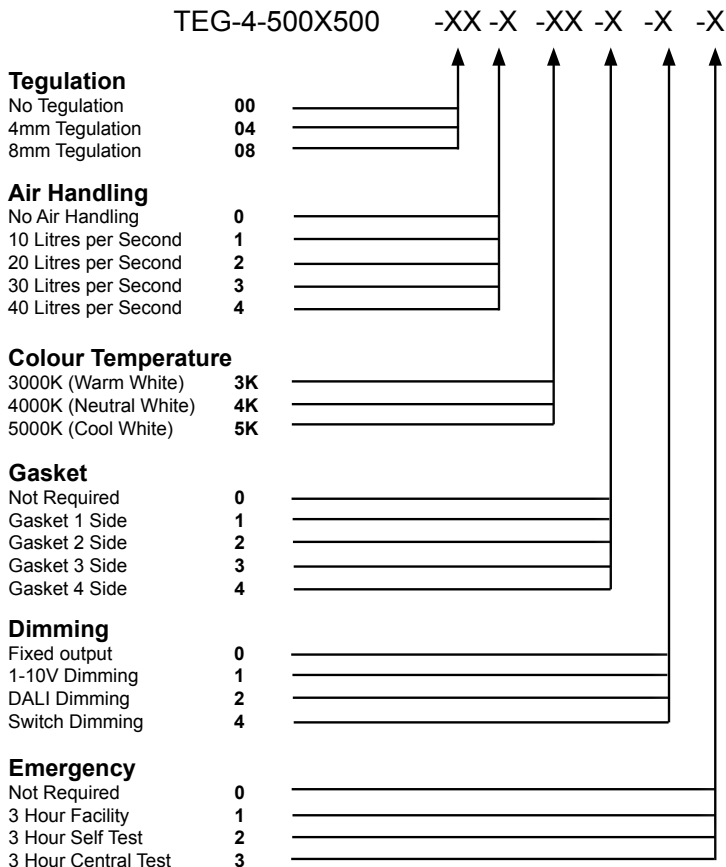 TEG-4-500X500 -XX -X -XX -X -X -X
Tegulation
No Tegulation 00
4mm Tegulation 04
8mm Tegulation 08
Air Handling
No Air Handling 0
10 Litres per Second 1
20 Litres per Second 2
30 Litres per Second 3
40 Litres per Second 4
Colour Temperature
3000K (Warm White) 3K
4000K (Neutral White) 4K
5000K (Cool White) 5K
Gasket
Not Required 0
Gasket 1 Side 1
Gasket 2 Side 2
Gasket 3 Side 3
Gasket 4 Side 4
Dimming
Fixed output 0
1-10V Dimming 1
DALI Dimming 2
Switch Dimming 4
Emergency
Not Required 0
3 Hour Facility 1
3 Hour Self Test 2
3 Hour Central Test 3